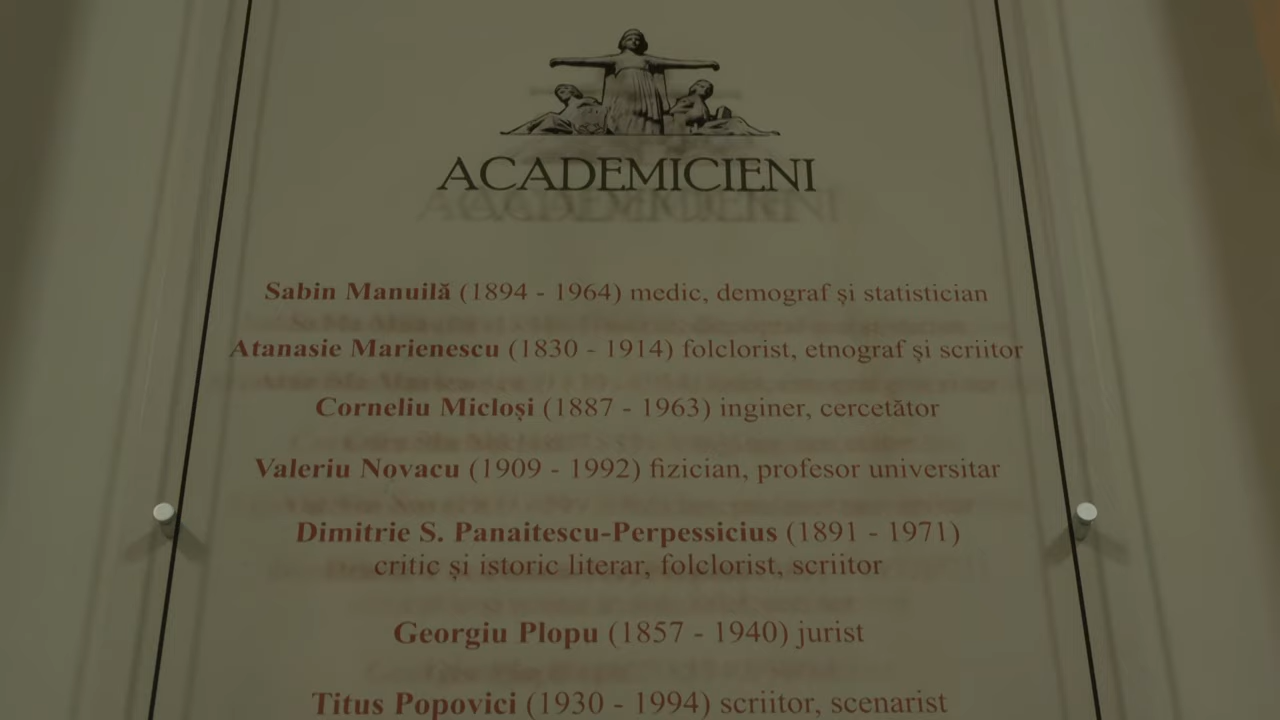 ACADEMICIENI
Sabin Manuilă (1894 - 1964) medic, demograf și statistician
Atanasie Marienescu (1830 - 1914) folclorist, etnograf și scriitor
Corneliu Micloși (1887 - 1963) inginer, cercetător
Valeriu Novacu (1909 - 1992) fizician, profesor universitar
Dimitrie S. Panaitescu-Perpessicius (1891 - 1971)
critic și istoric literar, folclorist, scriitor
Georgiu Plopu (1857 - 1940) jurist
Titus Popovici (1930 - 1994) scriitor, scenarist